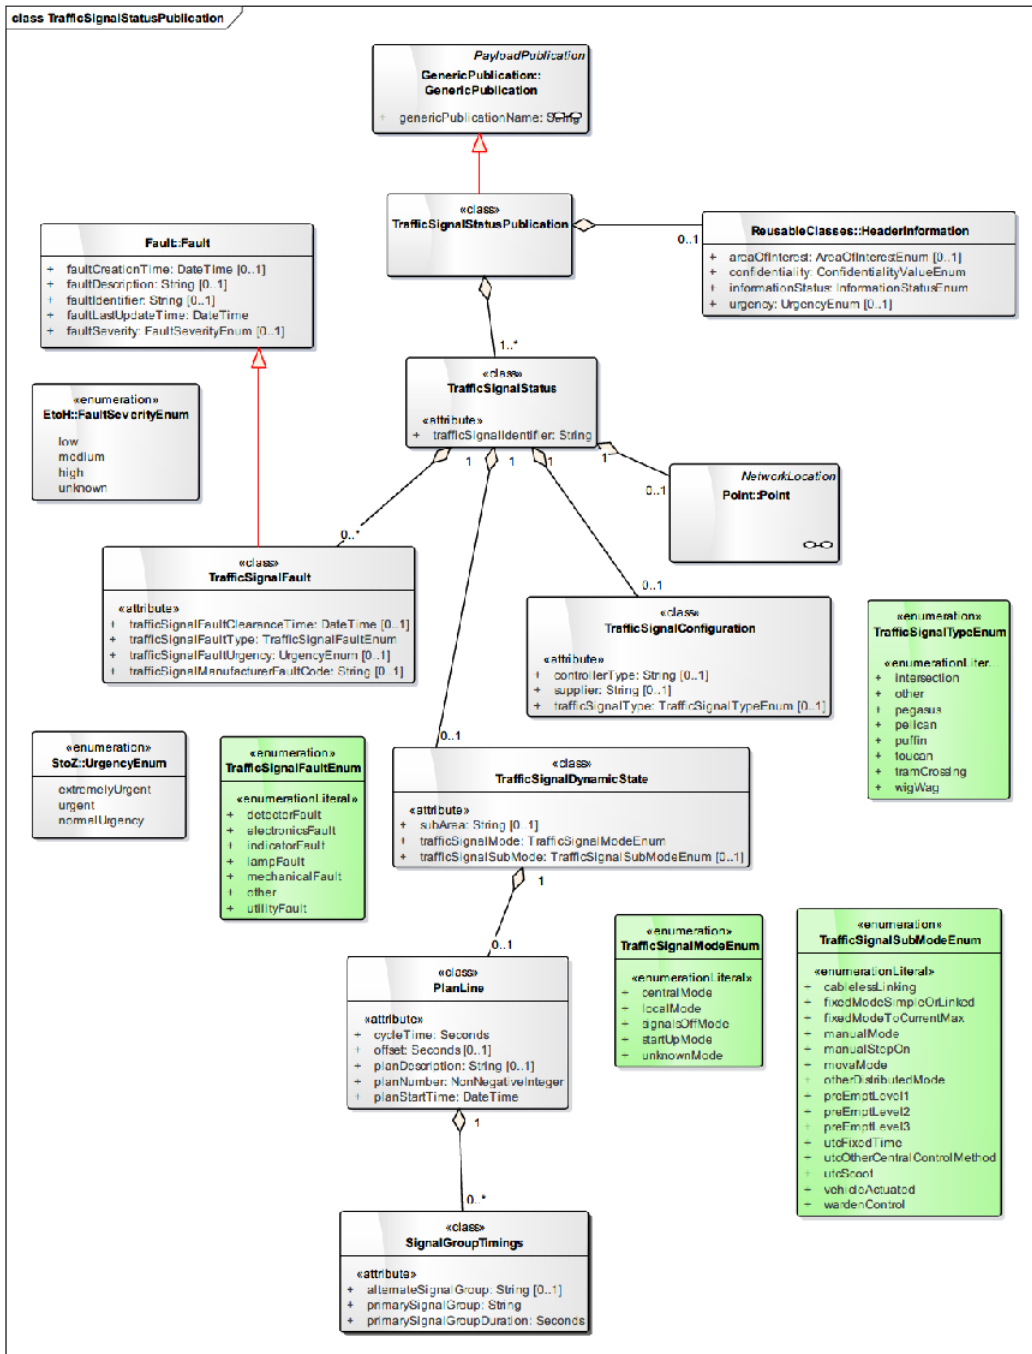 class TrafficSignalStatusPublication
PayloadPublication
GenericPublication::
GenericPublication
+ genericPublicationName: String
«class»
TrafficSignalStatusPublication
0..1
ReusableClasses::HeaderInformation
+ areaOfInterest: AreaOfInterestEnum [0..1]
+ confidentiality: ConfidentialityValueEnum
+ informationStatus: InformationStatusEnum
+ urgency: UrgencyEnum [0..1]
Fault::Fault
+ faultCreationTime: DateTime [0..1]
+ faultDescription: String [0..1]
+ faultIdentifier: String [0..1]
+ faultLastUpdateTime: DateTime
+ faultSeverity: FaultSeverityEnum [0..1]
1..*
«class»
TrafficSignalStatus
«attribute»
+ trafficSignalIdentifier: String
1
1
1
1
«enumeration»
EtoH::FaultSeverityEnum
low
medium
high
unknown
0..1
NetworkLocation
Point::Point
0..*
«class»
TrafficSignalFault
«attribute»
+ trafficSignalFaultClearanceTime: DateTime [0..1]
+ trafficSignalFaultType: TrafficSignalFaultEnum
+ trafficSignalFaultUrgency: UrgencyEnum [0..1]
+ trafficSignalManufacturerFaultCode: String [0..1]
0..1
«class»
TrafficSignalConfiguration
«attribute»
+ controllerType: String [0..1]
+ supplier: String [0..1]
+ trafficSignalType: TrafficSignalTypeEnum [0..1]
«enumeration»
TrafficSignalTypeEnum
«enumerationLiter...
+ intersection
+ other
+ pegasus
+ pelican
+ puffin
+ toucan
+ tramCrossing
+ wigWag
«enumeration»
StoZ::UrgencyEnum
extremelyUrgent
urgent
normalUrgency
«enumeration»
TrafficSignalFaultEnum
«enumerationLiteral»
+ detectorFault
+ electronicsFault
+ indicatorFault
+ lampFault
+ mechanicalFault
+ other
+ utilityFault
0..1
«class»
TrafficSignalDynamicState
«attribute»
+ subArea: String [0..1]
+ trafficSignalMode: TrafficSignalModeEnum
+ trafficSignalSubMode: TrafficSignalSubModeEnum [0..1]
1
0..1
«class»
PlanLine
«attribute»
+ cycleTime: Seconds
+ offset: Seconds [0..1]
+ planDescription: String [0..1]
+ planNumber: NonNegativeInteger
+ planStartTime: DateTime
1
«enumeration»
TrafficSignalModeEnum
«enumerationLiteral»
+ centralMode
+ localMode
+ signalsOffMode
+ startUpMode
+ unknownMode
«enumeration»
TrafficSignalSubModeEnum
«enumerationLiteral»
+ cablelessLinking
+ fixedModeSimpleOrLinked
+ fixedModeToCurrentMax
+ manualMode
+ manualStepOn
+ movaMode
+ otherDistributedMode
+ preEmptLevel1
+ preEmptLevel2
+ preEmptLevel3
+ utcFixedTime
+ utcOtherCentralControlMethod
+ utcScoot
+ vehicleActuated
+ wardenControl
0..*
«class»
SignalGroupTimings
«attribute»
+ alternateSignalGroup: String [0..1]
+ primarySignalGroup: String
+ primarySignalGroupDuration: Seconds